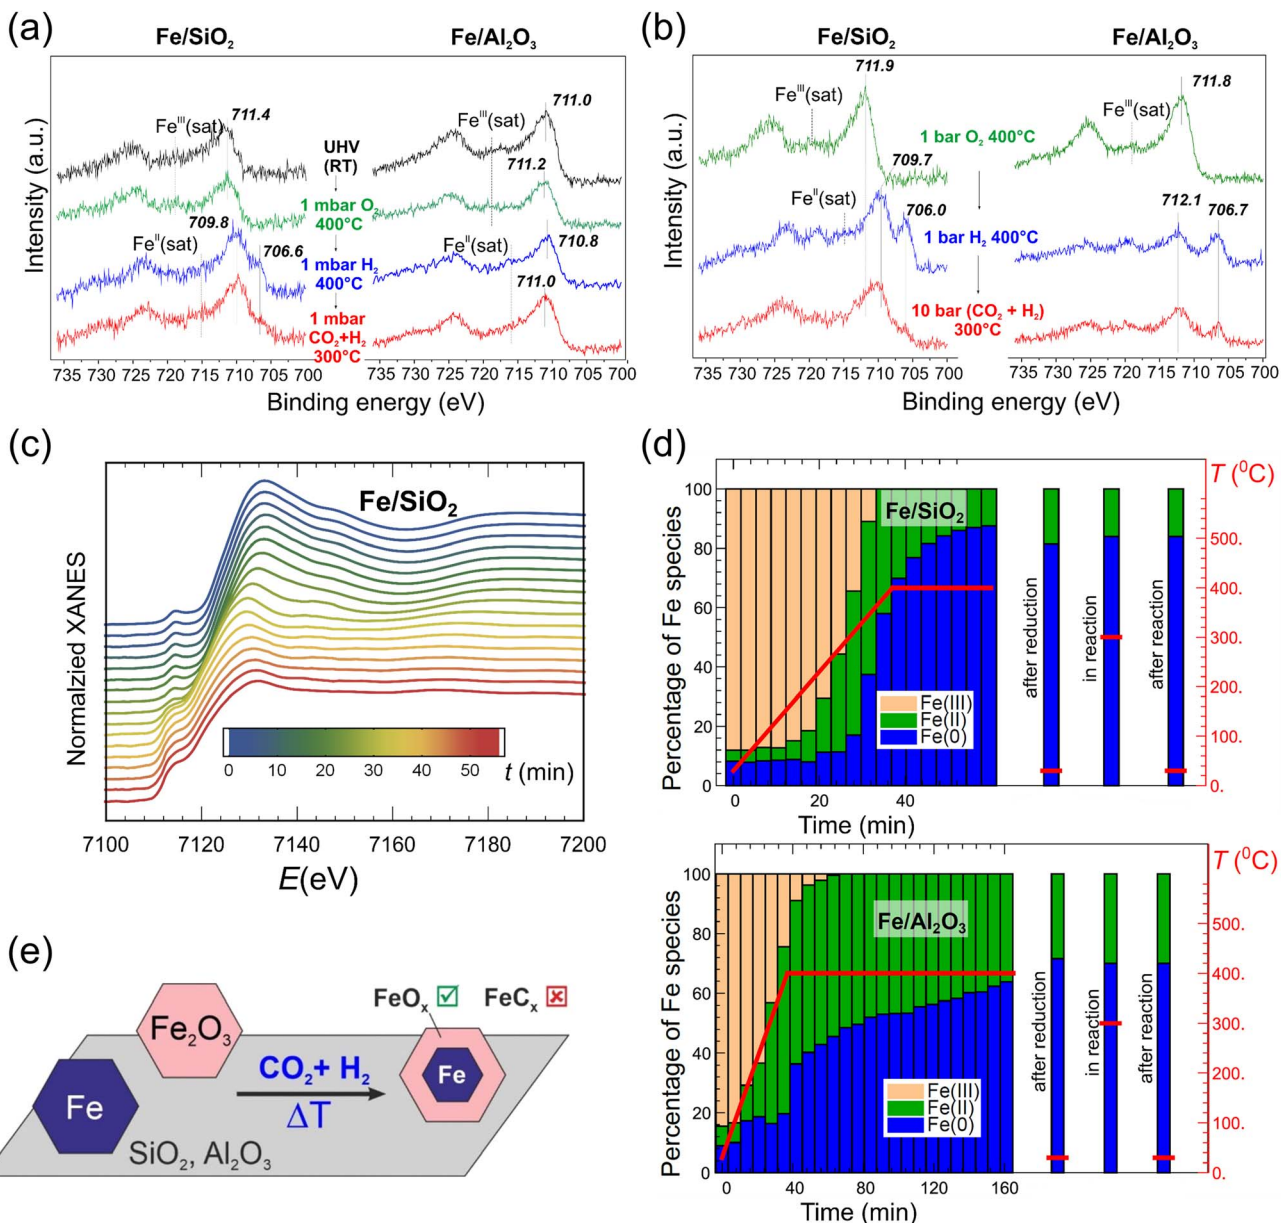 (a)
Fe/SiO₂
Fe/Al₂O₃
Intensity (a.u.)
Feᴵᴵᴵ(sat)
711.4
Feᴵᴵᴵ(sat)
711.0
UHV
(RT)
711.2
1 mbar O₂
400°C
709.8
Feᴵᴵ(sat)
706.6
Feᴵᴵ(sat)
710.8
1 mbar H₂
400°C
711.0
1 mbar
CO₂+H₂
300°C
735 730 725 720 715 710 705 700
735 730 725 720 715 710 705 700
Binding energy (eV)
(b)
Fe/SiO₂
Fe/Al₂O₃
Intensity (a.u.)
711.9
711.8
Feᴵᴵᴵ(sat)
Feᴵᴵᴵ(sat)
1 bar O₂ 400°C
709.7
Feᴵᴵ(sat)
706.0
712.1
706.7
1 bar H₂ 400°C
10 bar (CO₂ + H₂)
300°C
735 730 725 720 715 710 705 700
735 730 725 720 715 710 705 700
Binding energy (eV)
(c)
Fe/SiO₂
Normalzied XANES
0 10 20 30 40 50 t (min)
7100 7120 7140 7160 7180 7200
E(eV)
(d)
T (⁰C)
Percentage of Fe species
100
80
60
40
20
0
Fe/SiO₂
Fe(III)
Fe(II)
Fe(0)
after reduction
in reaction
after reaction
500.
400.
300.
200.
100.
0.
0 20 40
Time (min)
T (⁰C)
Percentage of Fe species
100
80
60
40
20
0
Fe/Al₂O₃
Fe(III)
Fe(II)
Fe(0)
after reduction
in reaction
after reaction
500.
400.
300.
200.
100.
0.
0 40 80 120 160
Time (min)
(e)
Fe₂O₃
Fe
CO₂+ H₂
ΔT
SiO₂, Al₂O₃
FeOₓ
FeCₓ
Fe